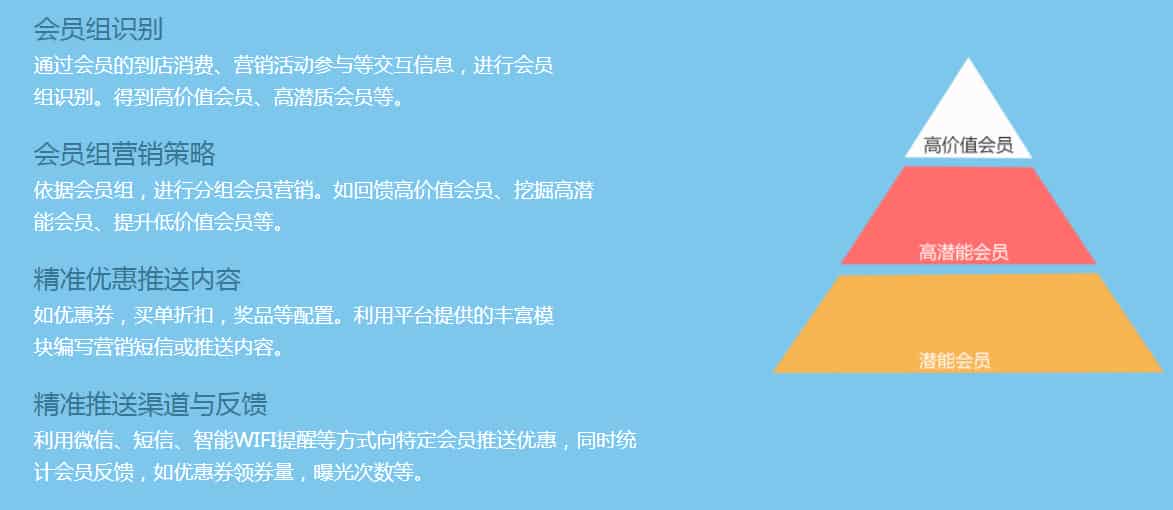 会员组识别
通过会员的到店消费、营销活动参与等交互信息，进行会员
组识别。得到高价值会员、高潜质会员等。
会员组营销策略
依据会员组，进行分组会员营销。如回馈高价值会员、挖掘高潜
能会员、提升低价值会员等。
精准优惠推送内容
如优惠券，买单折扣，奖品等配置。利用平台提供的丰富模
块编写营销短信或推送内容。
精准推送渠道与反馈
利用微信、短信、智能WIFI提醒等方式向特定会员推送优惠，同时统
计会员反馈，如优惠券领券量，曝光次数等。
高价值会员
高潜能会员
潜能会员